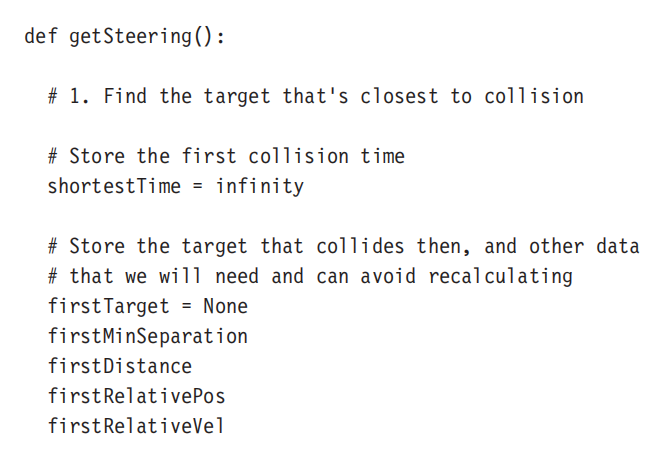 def getSteering():
# 1. Find the target that's closest to collision
# Store the first collision time
shortestTime = infinity
# Store the target that collides then, and other data
# that we will need and can avoid recalculating
firstTarget = None
firstMinSeparation
firstDistance
firstRelativePos
firstRelativeVel